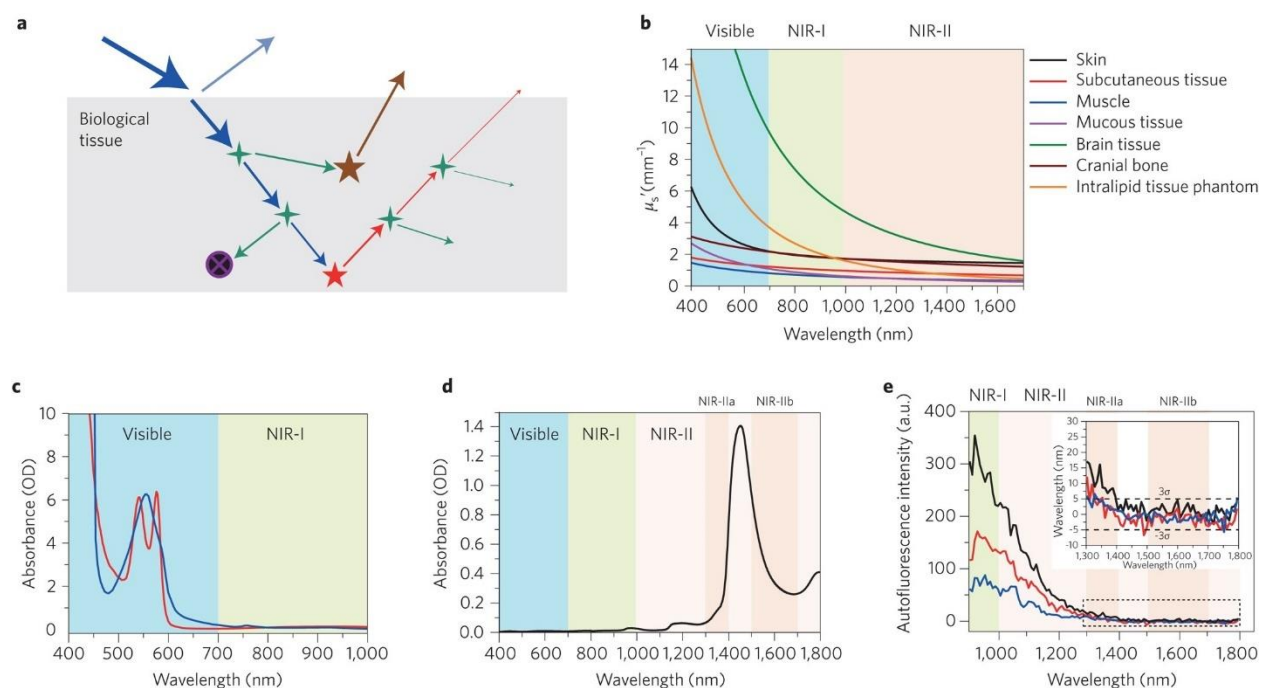 a
Biological
tissue
b
Visible
NIR-I
NIR-II
14
12
10
8
6
4
2
0
μs′(mm⁻¹)
400
600
800
1,000
1,200
1,400
1,600
Wavelength (nm)
Skin
Subcutaneous tissue
Muscle
Mucous tissue
Brain tissue
Cranial bone
Intralipid tissue phantom
c
Visible
NIR-I
10
8
6
4
2
0
Absorbance (OD)
400
500
600
700
800
900
1,000
Wavelength (nm)
d
NIR-IIa
NIR-IIb
Visible
NIR-I
NIR-II
1.4
1.2
1.0
0.8
0.6
0.4
0.2
0.0
Absorbance (OD)
400
600
800
1,000
1,200
1,400
1,600
1,800
Wavelength (nm)
e
NIR-I
NIR-II
NIR-IIa
NIR-IIb
400
300
200
100
0
Autofluorescence intensity (a.u.)
1,000
1,200
1,400
1,600
1,800
Wavelength (nm)
30
25
20
15
10
5
0
-5
-10
Wavelength (nm)
3σ
-3σ
1,300
1,400
1,500
1,600
1,700
1,800
Wavelength (nm)